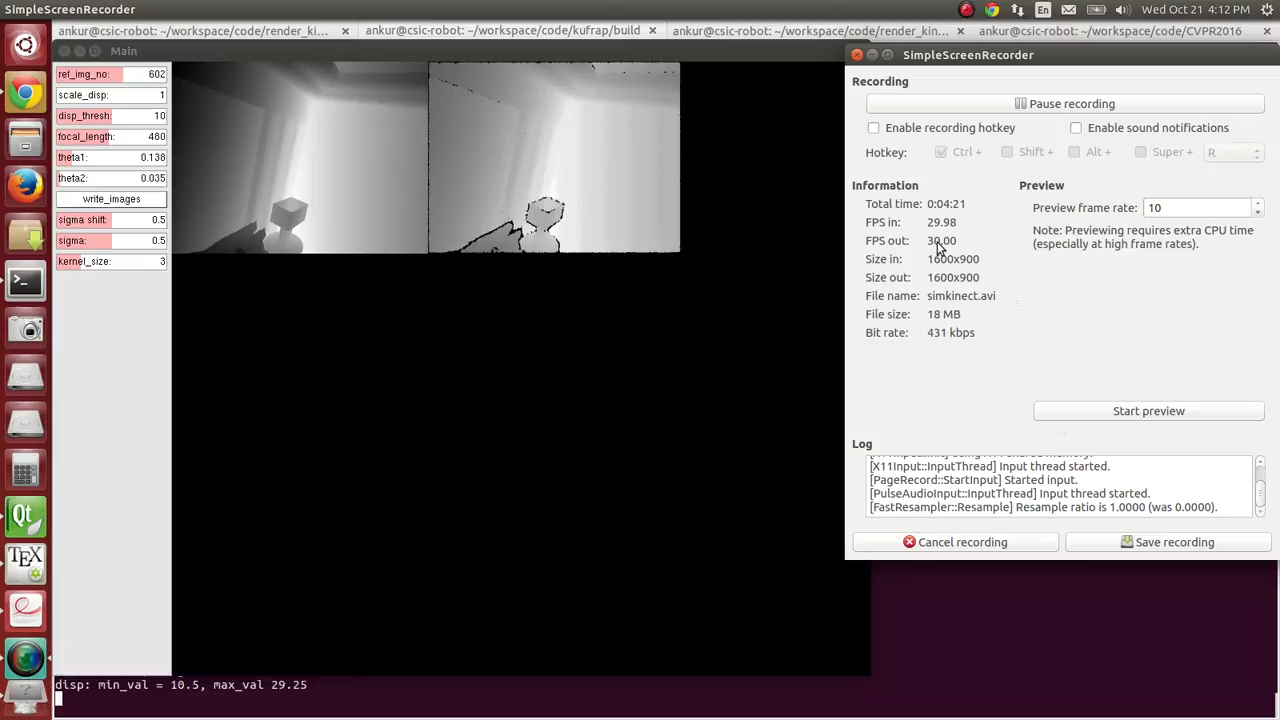 SimpleScreenRecorder
En
Wed Oct 21 4:12 PM
ankur@csic-robot: ~/workspace/code/render_ki... ×
ankur@csic-robot: ~/workspace/code/kufrap/build ×
ankur@csic-robot: ~/workspace/code/render_kin... ×
ankur@csic-robot: ~/workspace/code/CVPR2016 ×
Main
ref_img_no: 602
scale_disp: 1
disp_thresh: 10
focal_length: 480
theta1: 0.138
theta2: 0.035
write_images
sigma shift: 0.5
sigma: 0.5
kernel_size: 3
SimpleScreenRecorder
Recording
Pause recording
Enable recording hotkey
Enable sound notifications
Hotkey: Ctrl + Shift + Alt + Super + R
Information
Total time: 0:04:21
FPS in: 29.98
FPS out: 30.00
Size in: 1600x900
Size out: 1600x900
File name: simkinect.avi
File size: 18 MB
Bit rate: 431 kbps
Preview
Preview frame rate: 10
Note: Previewing requires extra CPU time
(especially at high frame rates).
Start preview
Log
[X11Input::InputThread] Input thread started.
[PageRecord::StartInput] Started input.
[PulseAudioInput::InputThread] Input thread started.
[FastResampler::Resample] Resample ratio is 1.0000 (was 0.0000).
Cancel recording
Save recording
Qt
TEX
disp: min_val = 10.5, max_val 29.25